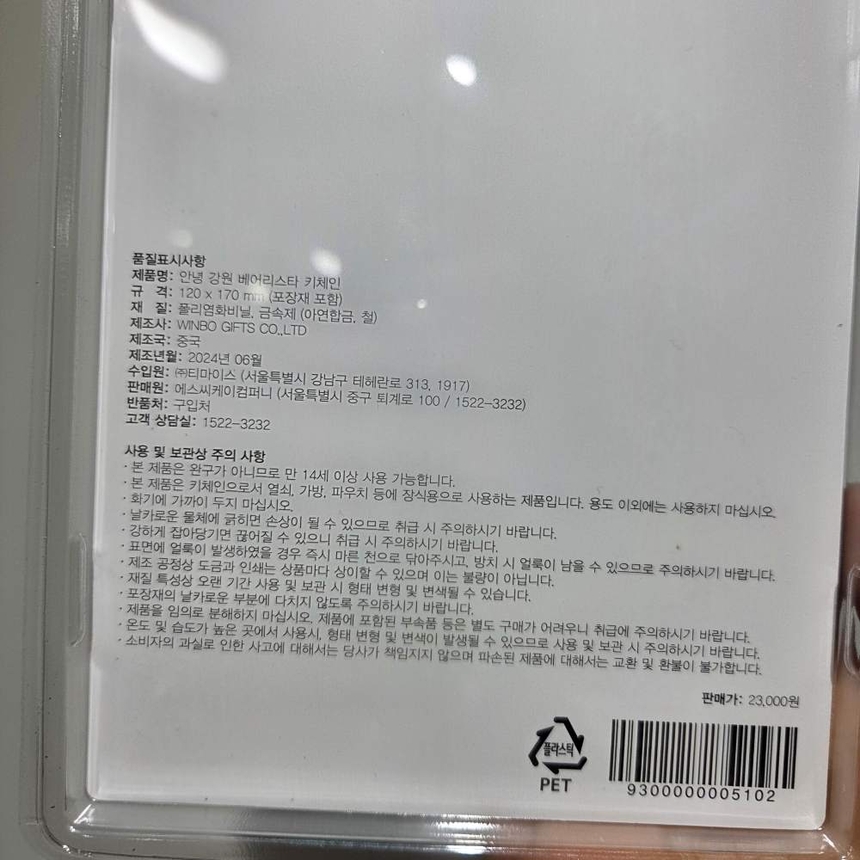 품질표시사항
제품명: 안녕 강원 베어리스타 키체인
규 격: 120 x 170 mm (포장재 포함)
재 질: 폴리염화비닐, 금속제 (아연합금, 철)
제조사: WINBO GIFTS CO.,LTD
제조국: 중국
제조년월: 2024년 06월
수입원: ㈜티마이스 (서울특별시 강남구 테헤란로 313, 1917)
판매원: 에스씨케이컴퍼니 (서울특별시 중구 퇴계로 100 / 1522-3232)
반품처: 구입처
고객 상담실: 1522-3232
사용 및 보관상 주의 사항
· 본 제품은 완구가 아니므로 만 14세 이상 사용 가능합니다.
· 본 제품은 키체인으로서 열쇠, 가방, 파우치 등에 장식용으로 사용하는 제품입니다. 용도 이외에는 사용하지 마십시오.
· 화기에 가까이 두지 마십시오.
· 날카로운 물체에 긁히면 손상이 될 수 있으므로 취급 시 주의하시기 바랍니다.
· 강하게 잡아당기면 끊어질 수 있으니 취급 시 주의하시기 바랍니다.
· 표면에 얼룩이 발생하였을 경우 즉시 마른 천으로 닦아주시고, 방치 시 얼룩이 남을 수 있으므로 주의하시기 바랍니다.
· 제조 공정상 도금과 인쇄는 상품마다 상이할 수 있으며 이는 불량이 아닙니다.
· 재질 특성상 오랜 기간 사용 및 보관 시 형태 변형 및 변색될 수 있습니다.
· 포장재의 날카로운 부분에 다치지 않도록 주의하시기 바랍니다.
· 제품을 임의로 분해하지 마십시오. 제품에 포함된 부속품 등은 별도 구매가 어려우니 취급에 주의하시기 바랍니다.
· 온도 및 습도가 높은 곳에서 사용시, 형태 변형 및 변색이 발생될 수 있으므로 사용 및 보관 시 주의하시기 바랍니다.
· 소비자의 과실로 인한 사고에 대해서는 당사가 책임지지 않으며 파손된 제품에 대해서는 교환 및 환불이 불가합니다.
판매가: 23,000원
플라스틱
PET
9300000005102